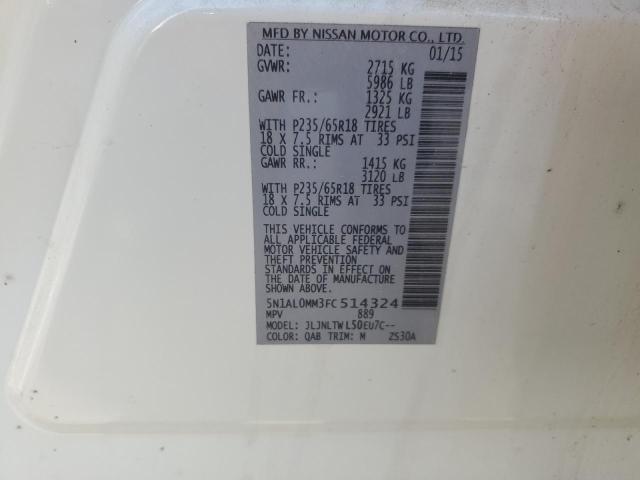 MFD BY NISSAN MOTOR CO., LTD.
DATE: 01/15
GVWR: 2715 KG
5986 LB
GAWR FR.: 1325 KG
2921 LB
WITH P235/65R18 TIRES
18 X 7.5 RIMS AT 33 PSI
COLD SINGLE
GAWR RR.: 1415 KG
3120 LB
WITH P235/65R18 TIRES
18 X 7.5 RIMS AT 33 PSI
COLD SINGLE
THIS VEHICLE CONFORMS TO
ALL APPLICABLE FEDERAL
MOTOR VEHICLE SAFETY AND
THEFT PREVENTION
STANDARDS IN EFFECT ON
THE DATE OF MANUFACTURE
SHOWN ABOVE.
5N1AL0MM3FC514324
MPV 889
MODEL: JLJNLTWL50EU7C--
COLOR: QAB TRIM: M ZS30A